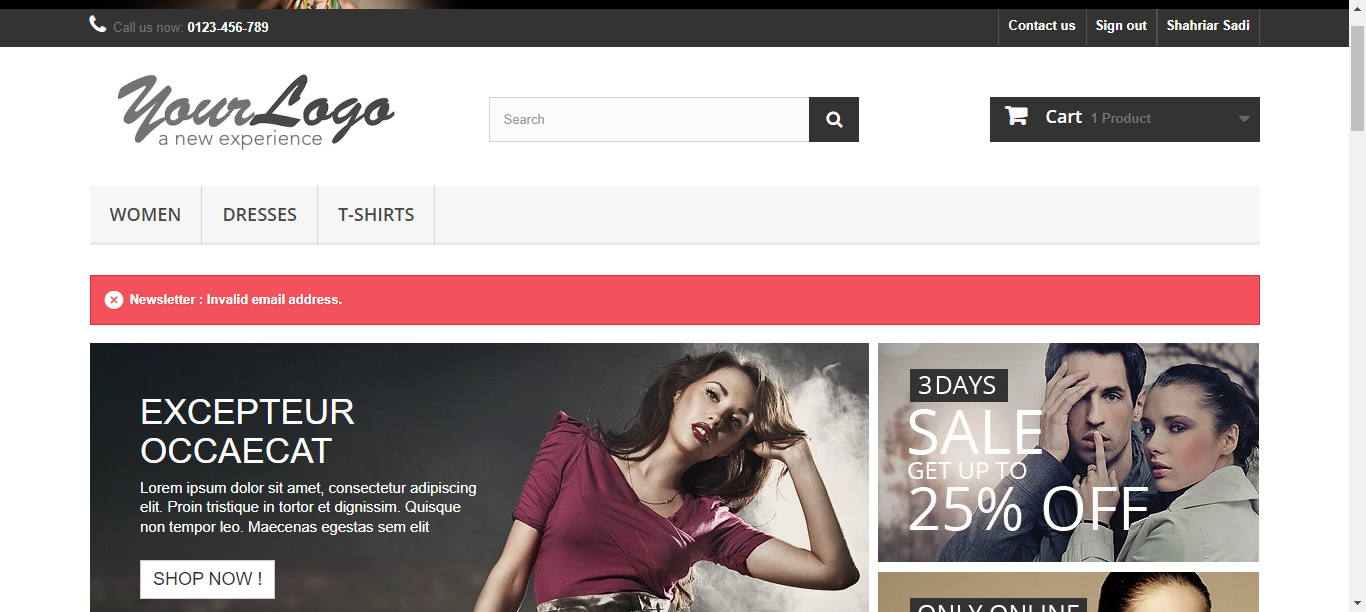 Call us now: 0123-456-789
Contact us
Sign out
Shahriar Sadi
YourLogo
a new experience
Search
Cart 1 Product
WOMEN
DRESSES
T-SHIRTS
Newsletter : Invalid email address.
EXCEPTEUR
OCCAECAT
Lorem ipsum dolor sit amet, consectetur adipiscing
elit. Proin tristique in tortor et dignissim. Quisque
non tempor leo. Maecenas egestas sem elit
SHOP NOW !
3 DAYS
SALE
GET UP TO
25% OFF
ONLY ONLINE